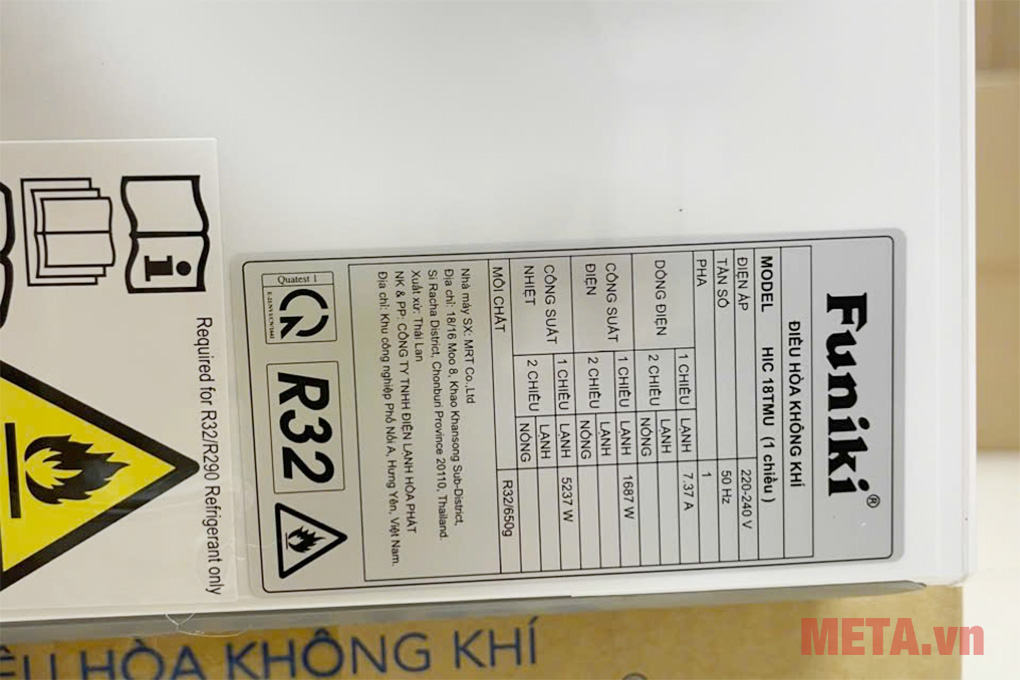 Funiki®
ĐIỀU HÒA KHÔNG KHÍ
MODEL HIC 18TMU (1 chiều)
ĐIỆN ÁP 220-240 V
TẦN SỐ 50 Hz
PHA 1
DÒNG ĐIỆN 1 CHIỀU LẠNH 7.37 A
2 CHIỀU LẠNH
NÓNG
CÔNG SUẤT ĐIỆN 1 CHIỀU LẠNH 1687 W
2 CHIỀU LẠNH
NÓNG
CÔNG SUẤT NHIỆT 1 CHIỀU LẠNH 5237 W
2 CHIỀU LẠNH
NÓNG
MÔI CHẤT R32/650g
Nhà máy SX: MRT Co.,Ltd
Địa chỉ: 18/16 Moo 8, Khao Khansong Sub-District,
Si Racha District, Chonburi Province 20110, Thailand.
Xuất xứ: Thái Lan
NK & PP: CÔNG TY TNHH ĐIỆN LẠNH HÒA PHÁT
Địa chỉ: Khu công nghiệp Phố Nối A, Hưng Yên, Việt Nam.
Quatest 1
CR
R32
Required for R32/R290 Refrigerant only
ĐIỀU HÒA KHÔNG KHÍ
META.vn